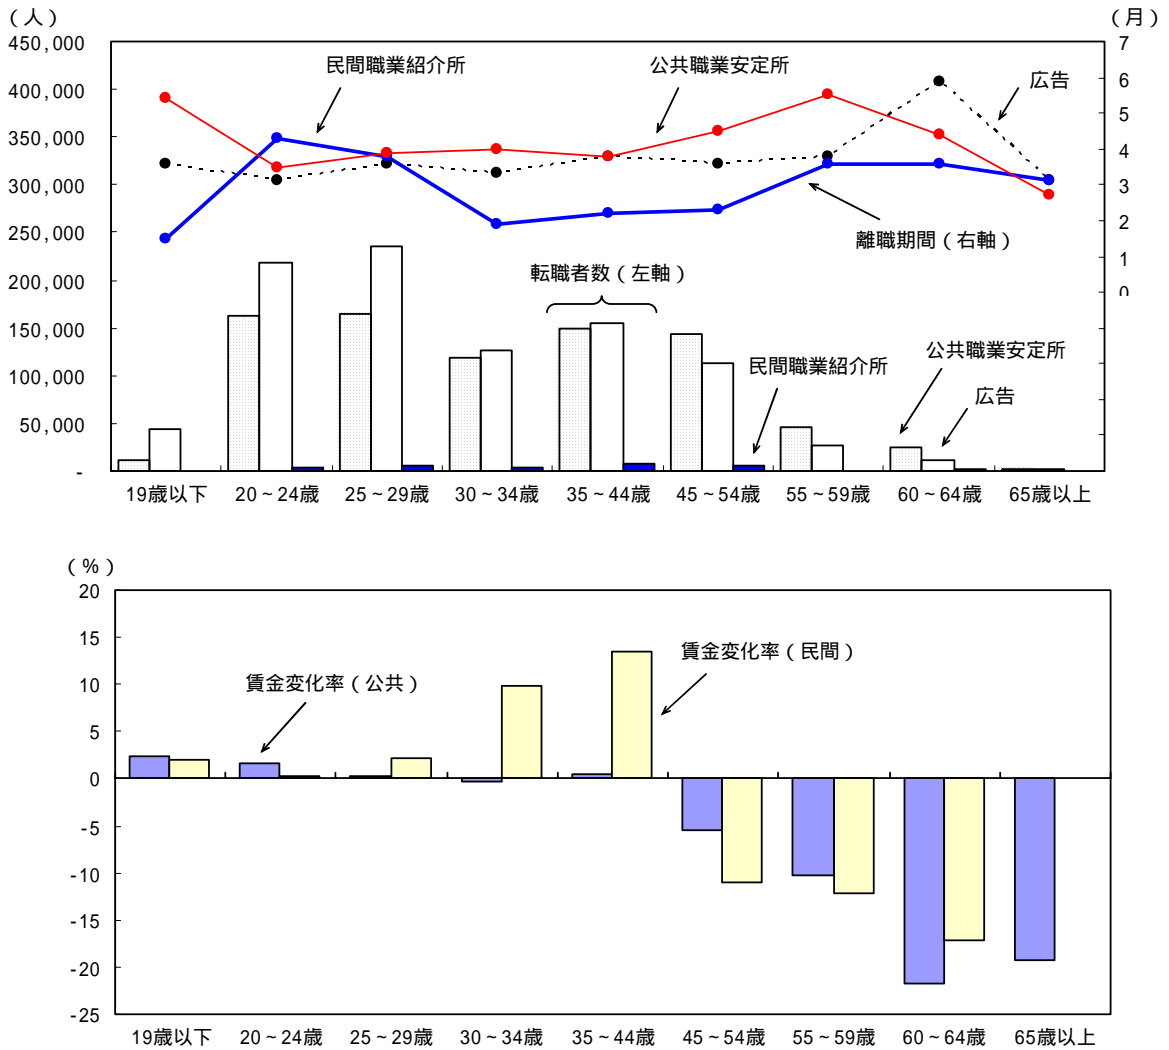 （人）
（月）
450,000
400,000
350,000
300,000
250,000
200,000
150,000
100,000
50,000
-
7
6
5
4
3
2
1
0
民間職業紹介所
公共職業安定所
広告
離職期間（右軸）
転職者数（左軸）
民間職業紹介所
公共職業安定所
広告
19歳以下 20～24歳 25～29歳 30～34歳 35～44歳 45～54歳 55～59歳 60～64歳 65歳以上
（%）
20
15
10
5
0
-5
-10
-15
-20
-25
賃金変化率（公共）
賃金変化率（民間）
19歳以下 20～24歳 25～29歳 30～34歳 35～44歳 45～54歳 55～59歳 60～64歳 65歳以上